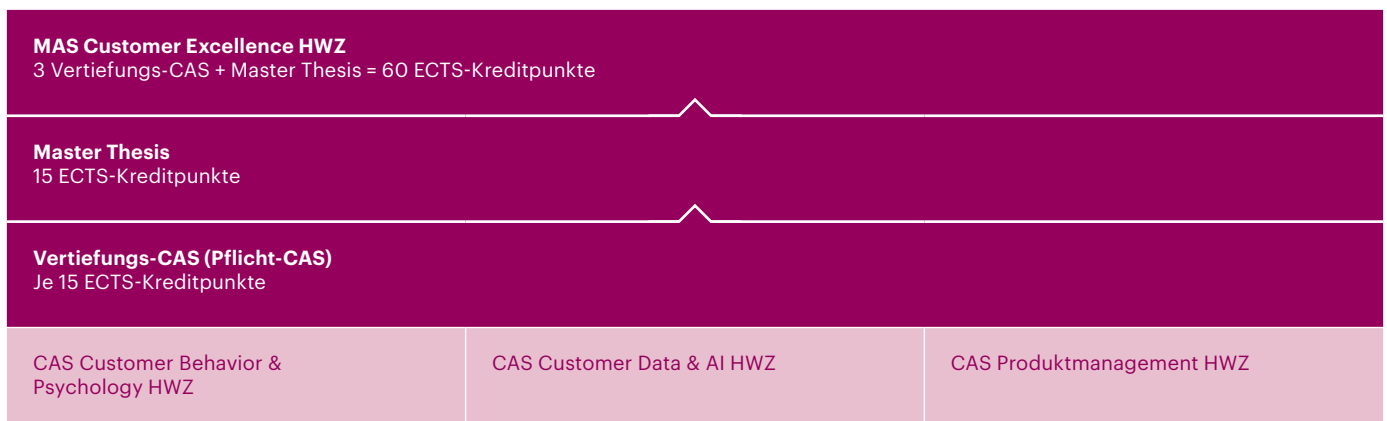 MAS Customer Excellence HWZ
3 Vertiefungs-CAS + Master Thesis = 60 ECTS-Kreditpunkte
Master Thesis
15 ECTS-Kreditpunkte
Vertiefungs-CAS (Pflicht-CAS)
Je 15 ECTS-Kreditpunkte
CAS Customer Behavior &
Psychology HWZ
CAS Customer Data & AI HWZ
CAS Produktmanagement HWZ